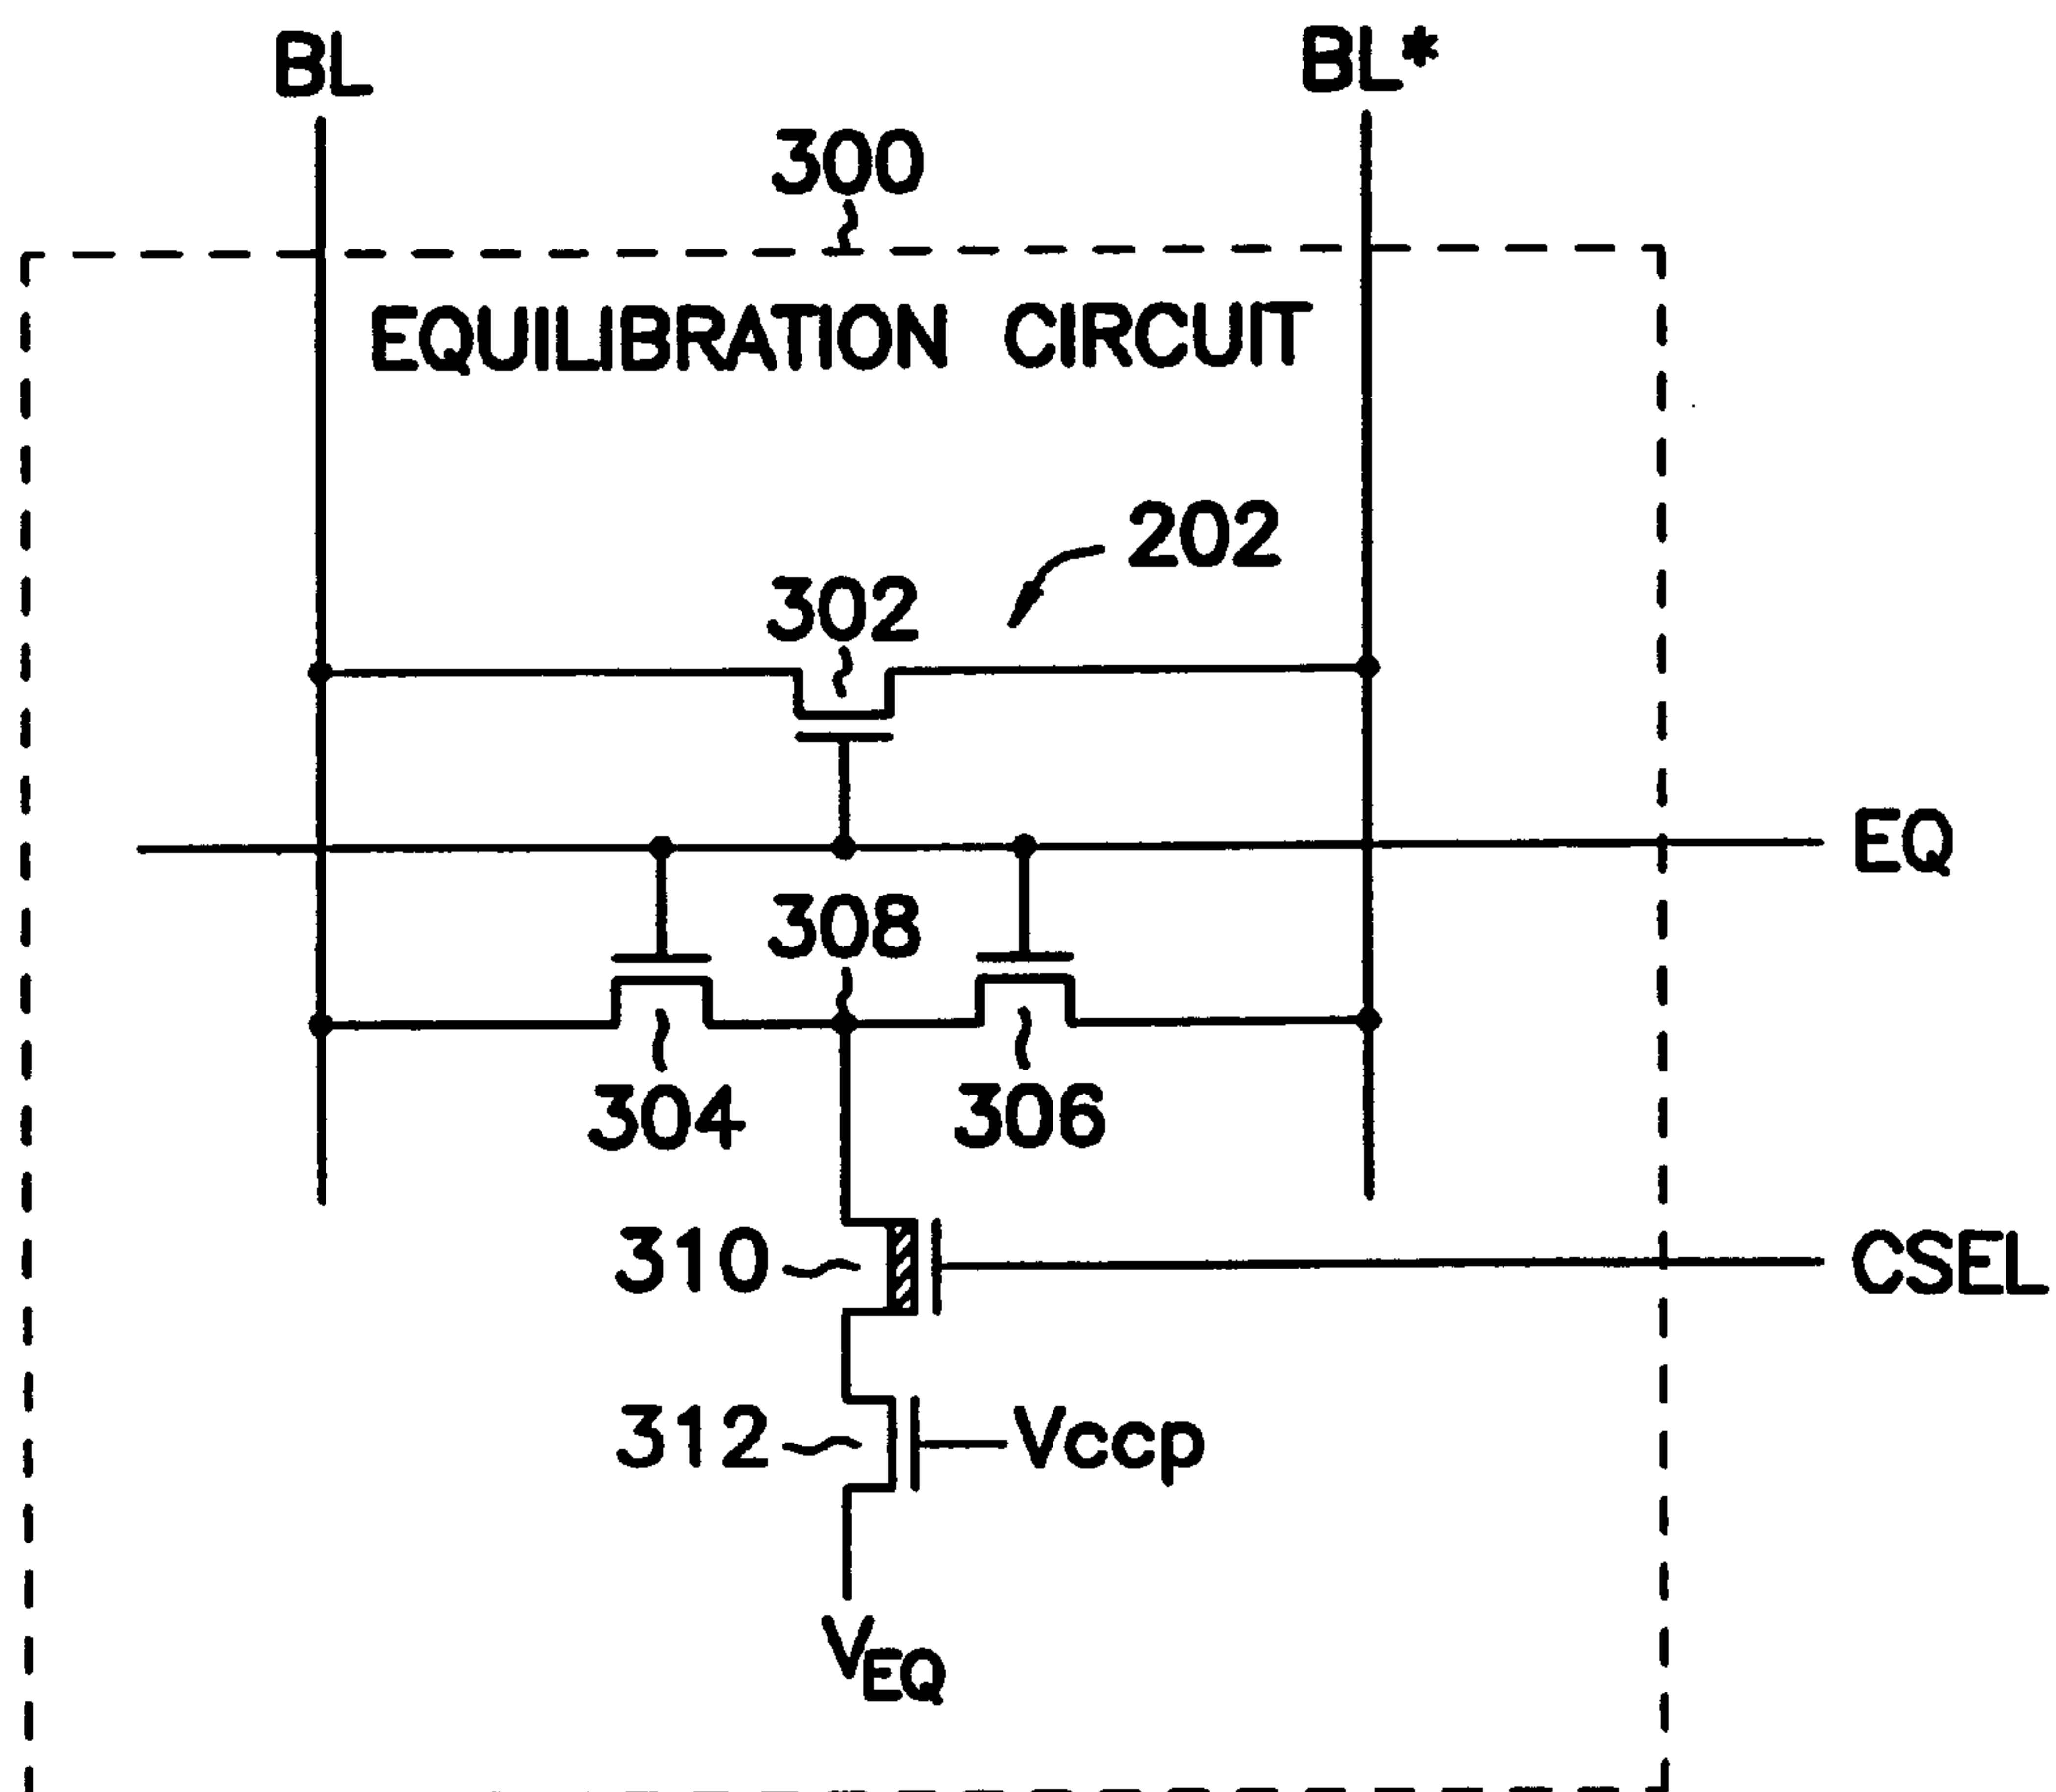 BL
BL*
300
EQUILIBRATION CIRCUIT
202
302
EQ
308
304
306
310
CSEL
312
Vccp
VEQ